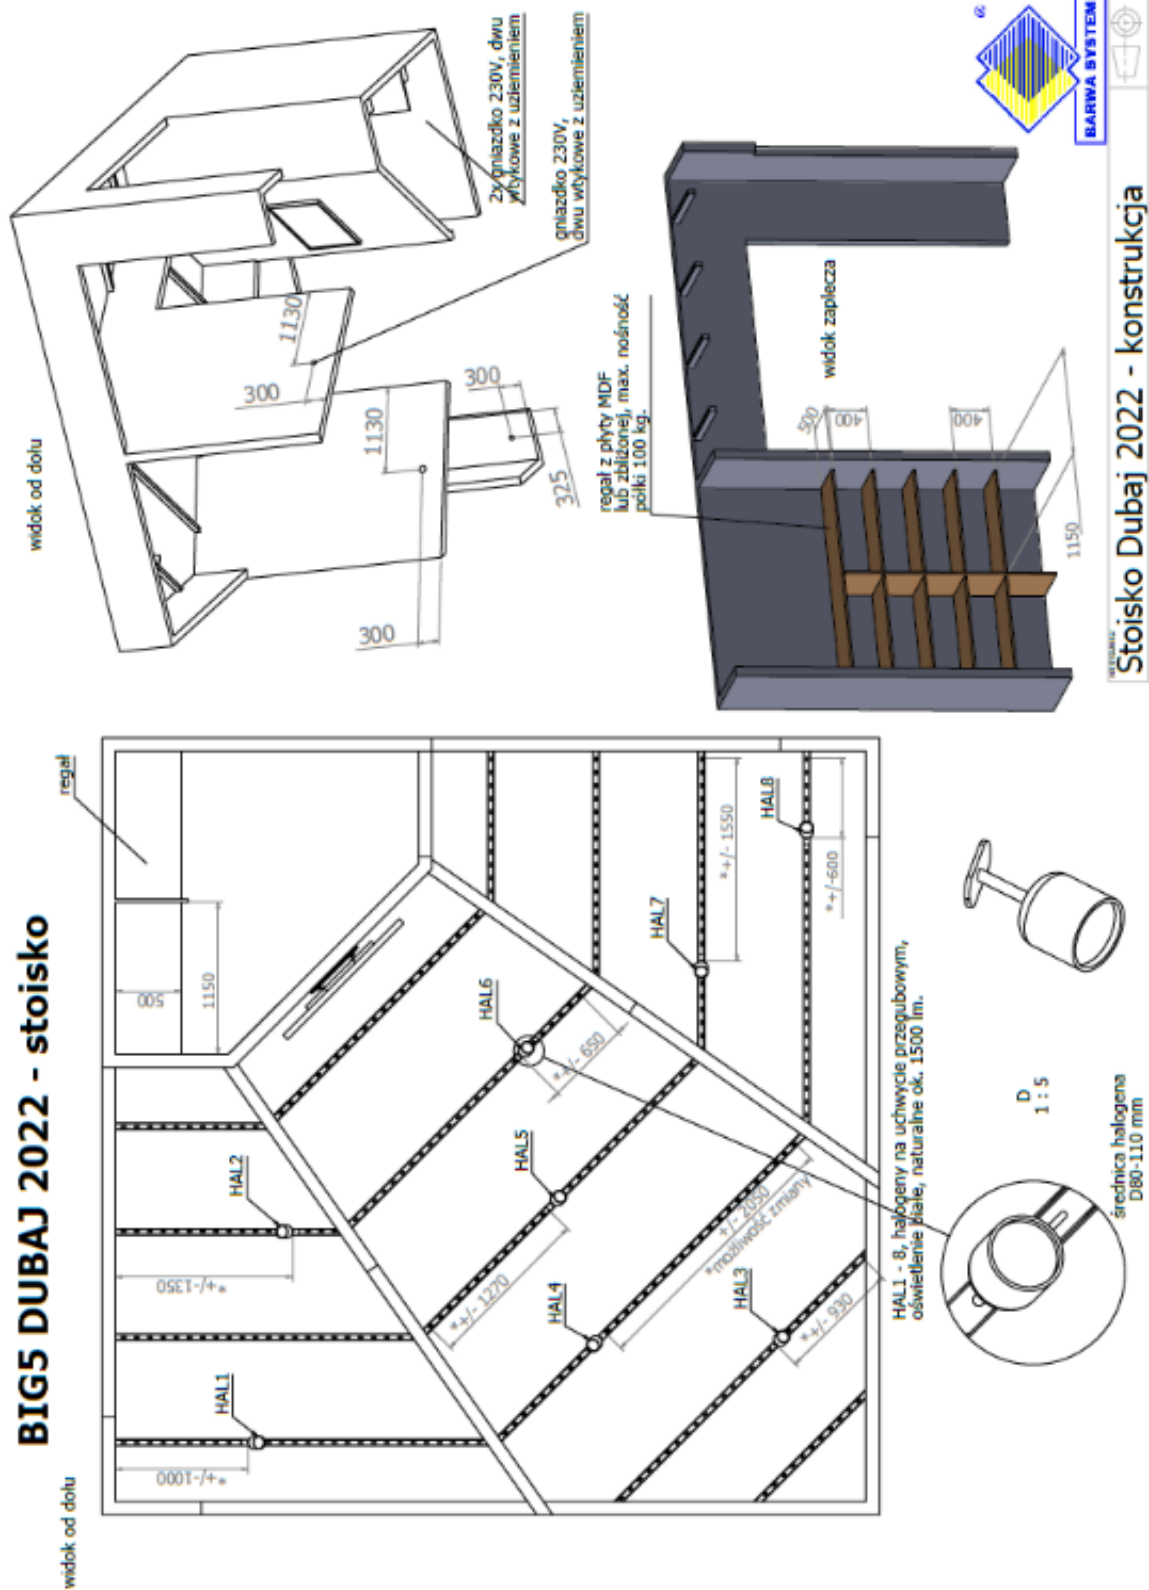 BIG5 DUBAJ 2022 - stoisko
widok od dołu
regał
500
1150
HAL1
HAL2
*+/-1000
*+/-1350
HAL6
*+/- 650
HAL5
*+/- 1270
HAL4
+/- 2050
*możliwość zmiany
HAL3
*+/- 930
HAL7
*+/- 1550
HAL8
*+/-600
HAL1 - 8, halogeny na uchwycie przegubowym,
oświetlenie białe, naturalne ok. 1500 lm.
D
1 : 5
średnica halogena
D80-110 mm
widok od dołu
300
1130
300
1130
300
325
2x gniazdko 230V, dwu
wtykowe z uziemieniem
gniazdko 230V,
dwu wtykowe z uziemieniem
regał z płyty MDF
lub zbliżonej, max. nośność
półki 100 kg.
500
400
400
1150
widok zaplecza
Stoisko Dubaj 2022 - konstrukcja
®
BARWA SYSTEM